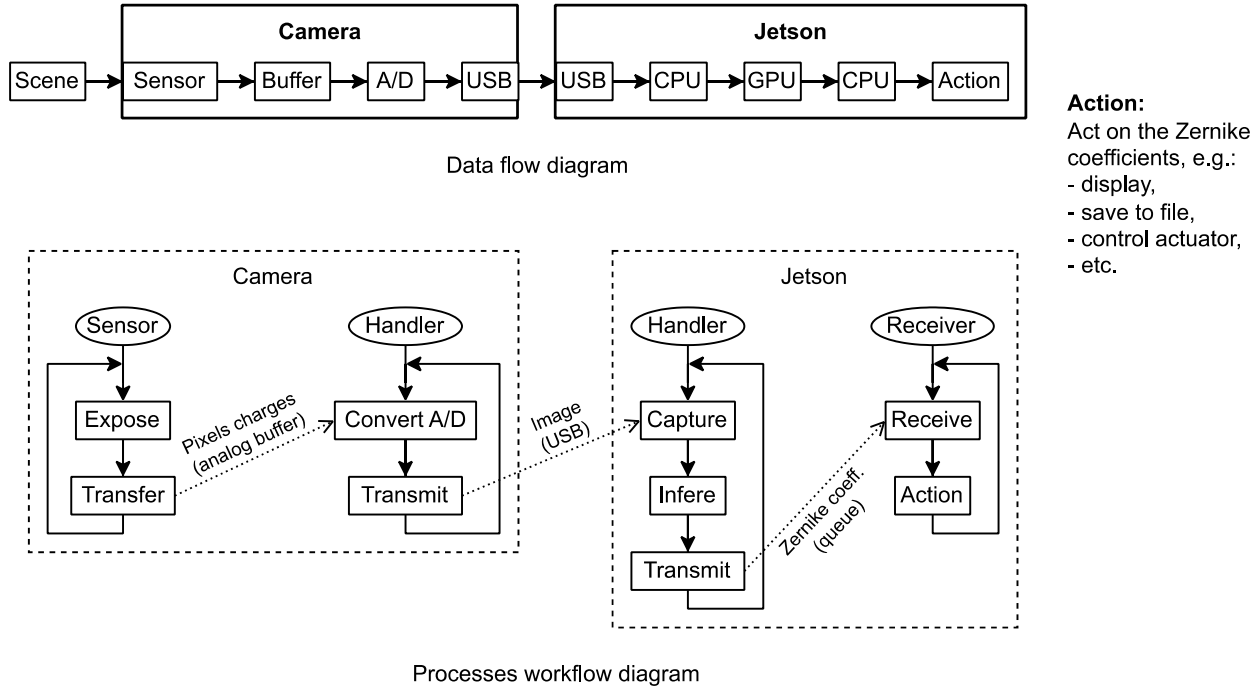 Camera
Jetson
Scene
Sensor
Buffer
A/D
USB
USB
CPU
GPU
CPU
Action
Data flow diagram
Action:
Act on the Zernike
coefficients, e.g.:
- display,
- save to file,
- control actuator,
- etc.
Camera
Sensor
Expose
Transfer
Pixels charges
(analog buffer)
Handler
Convert A/D
Transmit
Image
(USB)
Jetson
Handler
Capture
Infere
Transmit
Zernike coeff.
(queue)
Receiver
Receive
Action
Processes workflow diagram